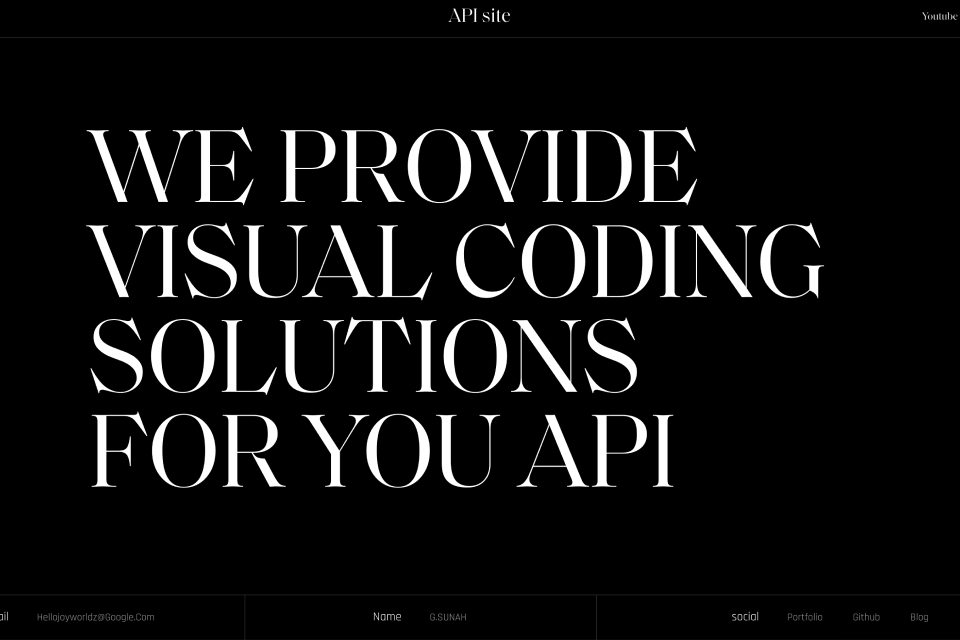 API site
Youtube
WE PROVIDE
VISUAL CODING
SOLUTIONS
FOR YOU API
ail Hellojoyworldz@Google.Com
Name G.SUNAH
social Portfolio Github Blog